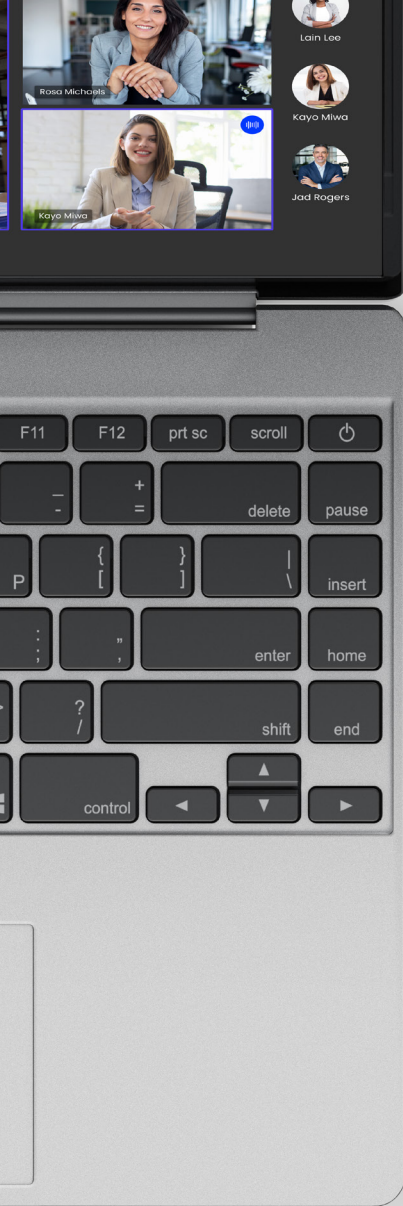 Lain Lee
Rosa Michaels
Kayo Miwa
Kayo Miwa
Jad Rogers
F11
F12
prt sc
scroll
_
-
+
=
delete
pause
P
{
[
}
]
|
\
insert
:
;
"
,
enter
home
>
?
/
shift
end
control